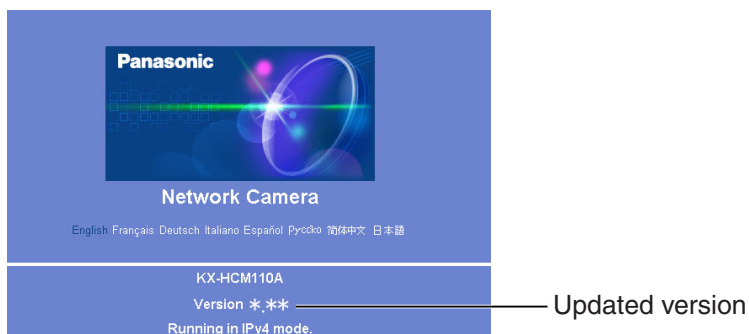 Panasonic
Network Camera
English Français Deutsch Italiano Español Русско 简体中文 日本語
KX-HCM110A
Version *.**
Updated version
Running in IPv4 mode.